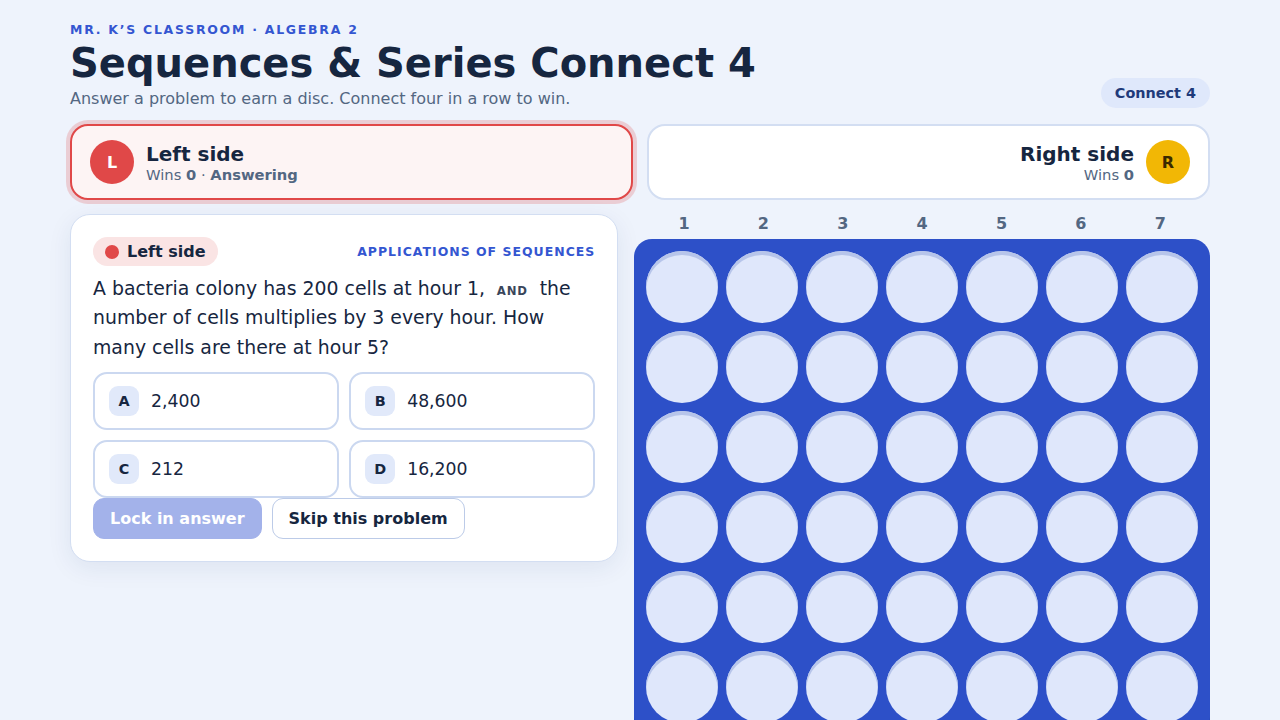 MR. K’S CLASSROOM · ALGEBRA 2
Sequences & Series Connect 4
Answer a problem to earn a disc. Connect four in a row to win.
Connect 4
L
Left side
Wins 0 · Answering
Right side
Wins 0
R
Left side
APPLICATIONS OF SEQUENCES
A bacteria colony has 200 cells at hour 1, AND the
number of cells multiplies by 3 every hour. How
many cells are there at hour 5?
A 2,400
B 48,600
C 212
D 16,200
Lock in answer
Skip this problem
1 2 3 4 5 6 7